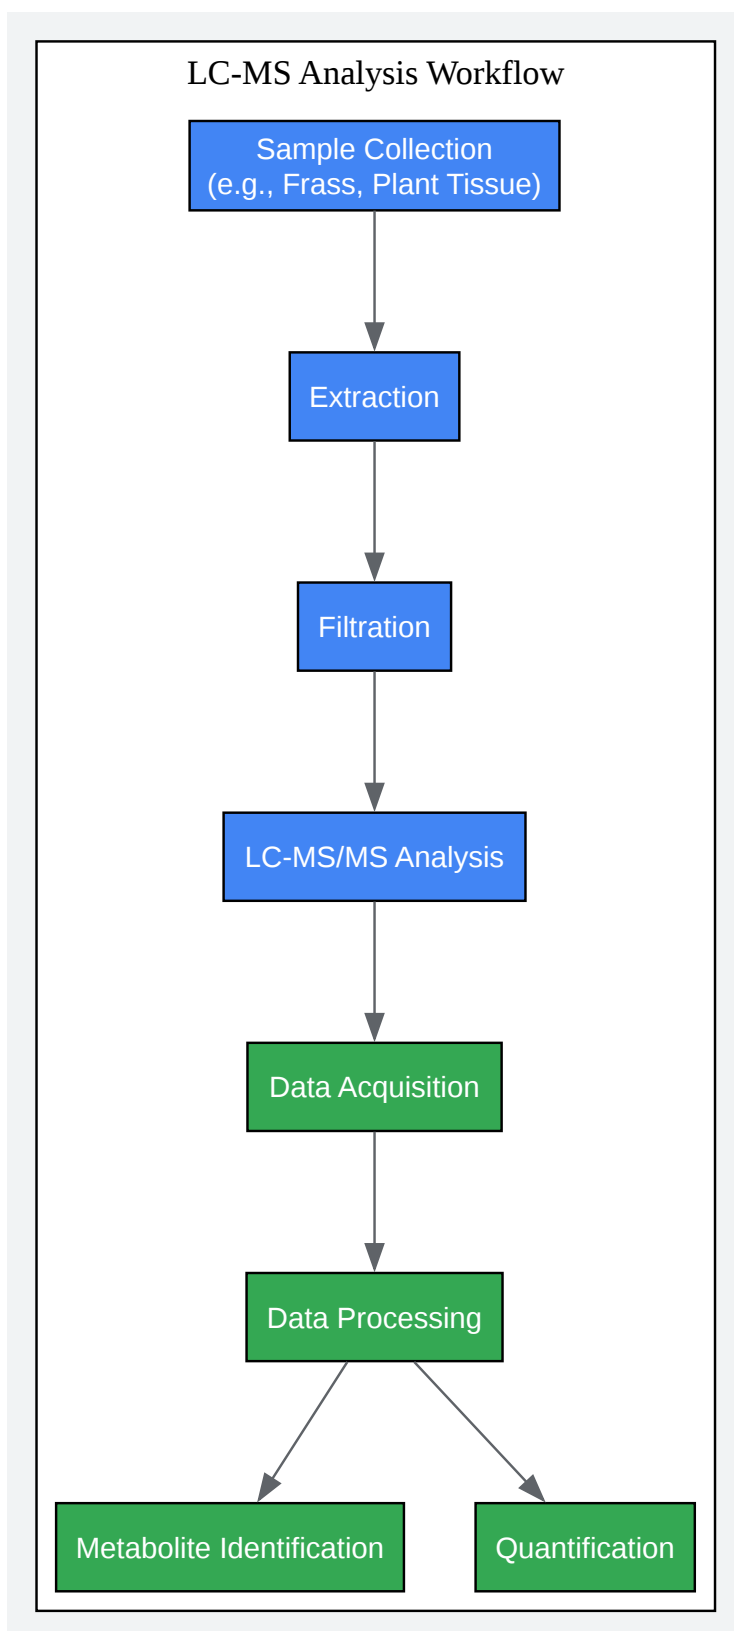 LC-MS Analysis Workflow
Sample Collection
(e.g., Frass, Plant Tissue)
Extraction
Filtration
LC-MS/MS Analysis
Data Acquisition
Data Processing
Metabolite Identification
Quantification